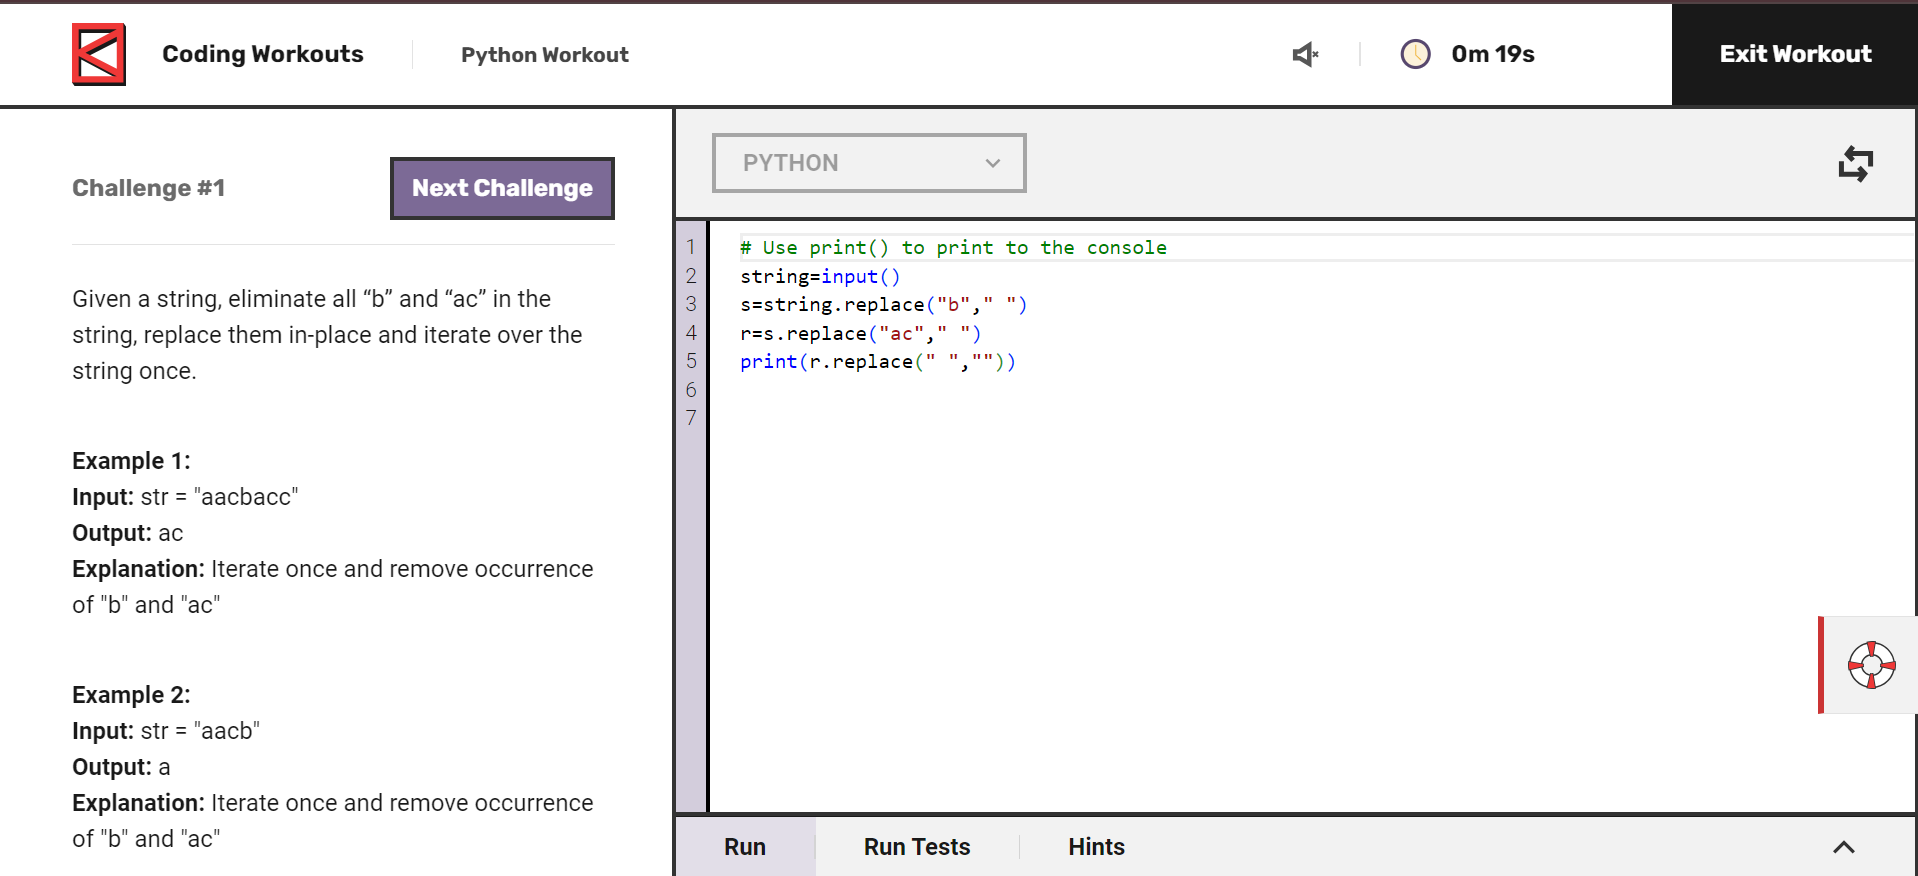 Coding Workouts
Python Workout
0m 19s
Exit Workout
Challenge #1
Next Challenge
Given a string, eliminate all “b” and “ac” in the
string, replace them in-place and iterate over the
string once.
Example 1:
Input: str = "aacbacc"
Output: ac
Explanation: Iterate once and remove occurrence
of "b" and "ac"
Example 2:
Input: str = "aacb"
Output: a
Explanation: Iterate once and remove occurrence
of "b" and "ac"
PYTHON
1 # Use print() to print to the console
2 string=input()
3 s=string.replace("b"," ")
4 r=s.replace("ac"," ")
5 print(r.replace(" ",""))
6
7
Run
Run Tests
Hints